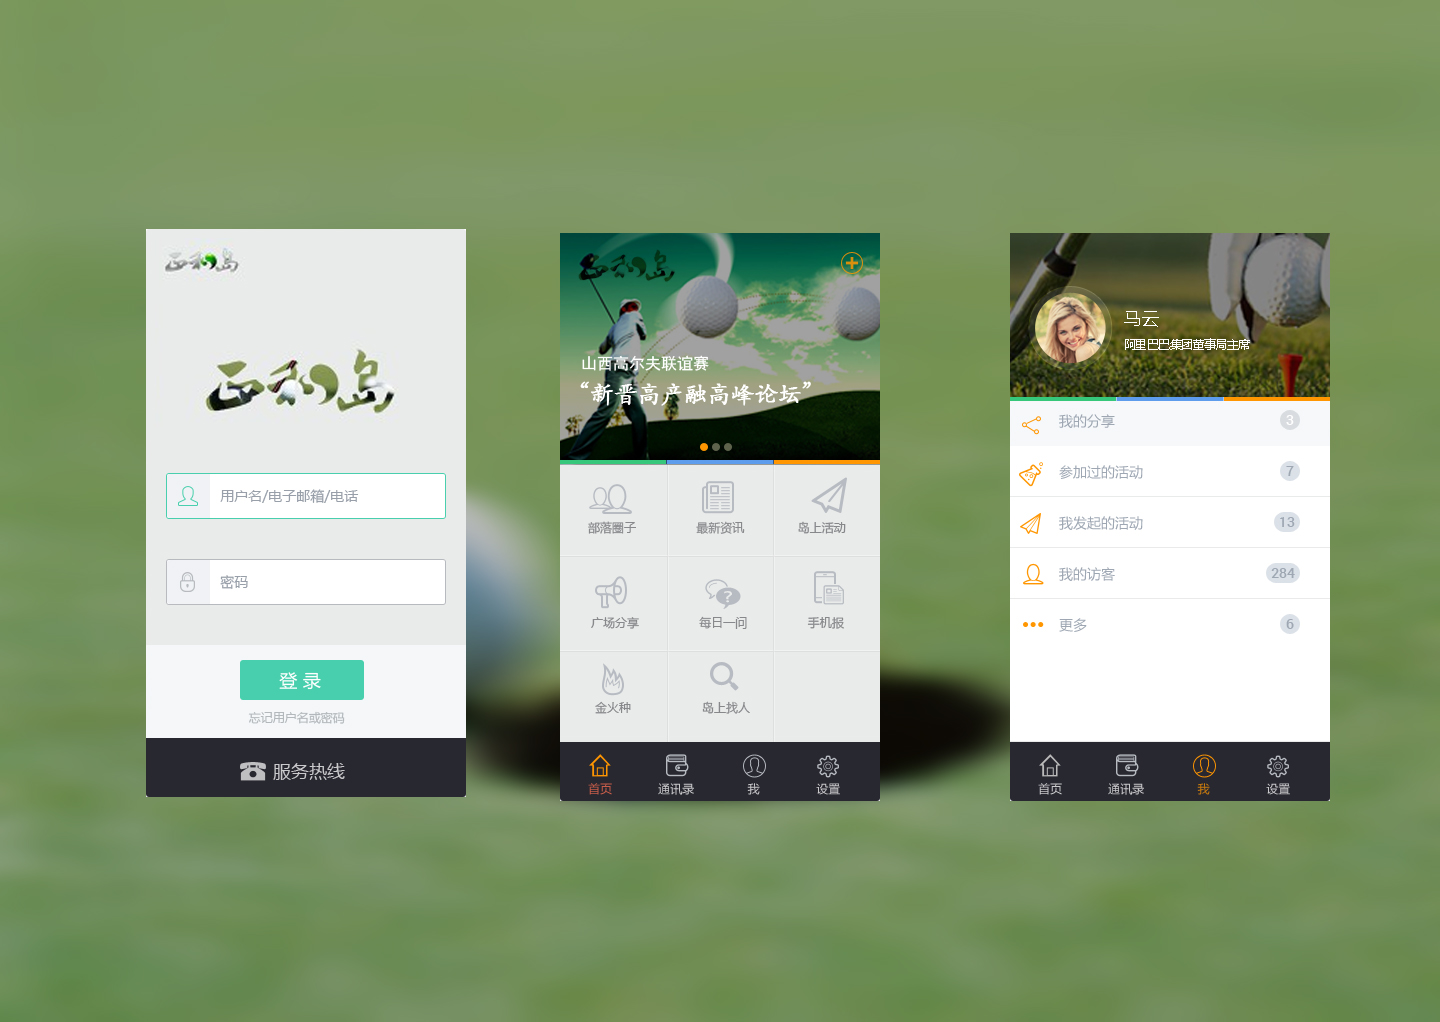 正和岛
正和岛
用户名/电子邮箱/电话
密码
登 录
忘记用户名或密码
服务热线
正和岛
山西高尔夫联谊赛
“新晋高产融高峰论坛”
部落圈子
最新资讯
岛上活动
广场分享
每日一问
手机报
金火种
岛上找人
首页
通讯录
我
设置
马云
阿里巴巴集团董事局主席
我的分享 3
参加过的活动 7
我发起的活动 13
我的访客 284
更多 6
首页
通讯录
我
设置